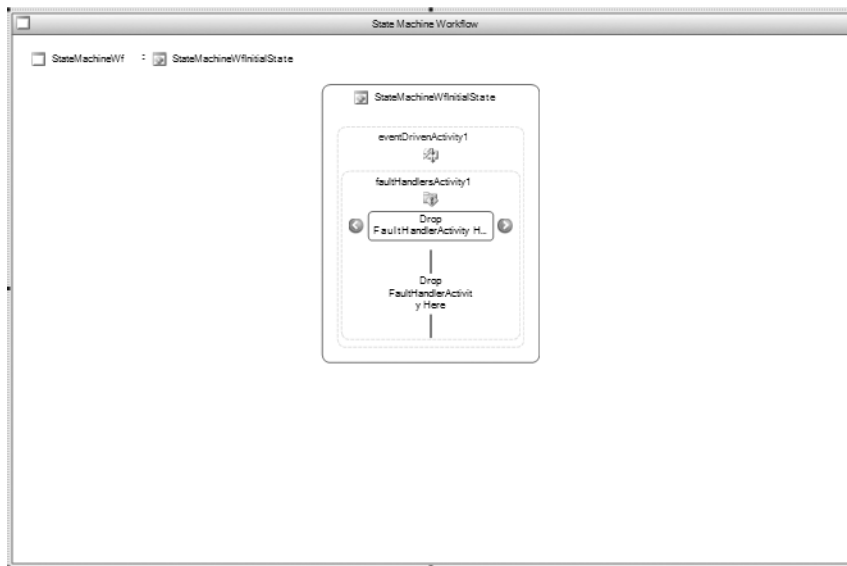 State Machine Workflow
StateMachineWf : StateMachineWfInitialState
StateMachineWfInitialState
eventDrivenActivity1
faultHandlersActivity1
Drop
FaultHandlerActivity H...
Drop
FaultHandlerActivit
y Here